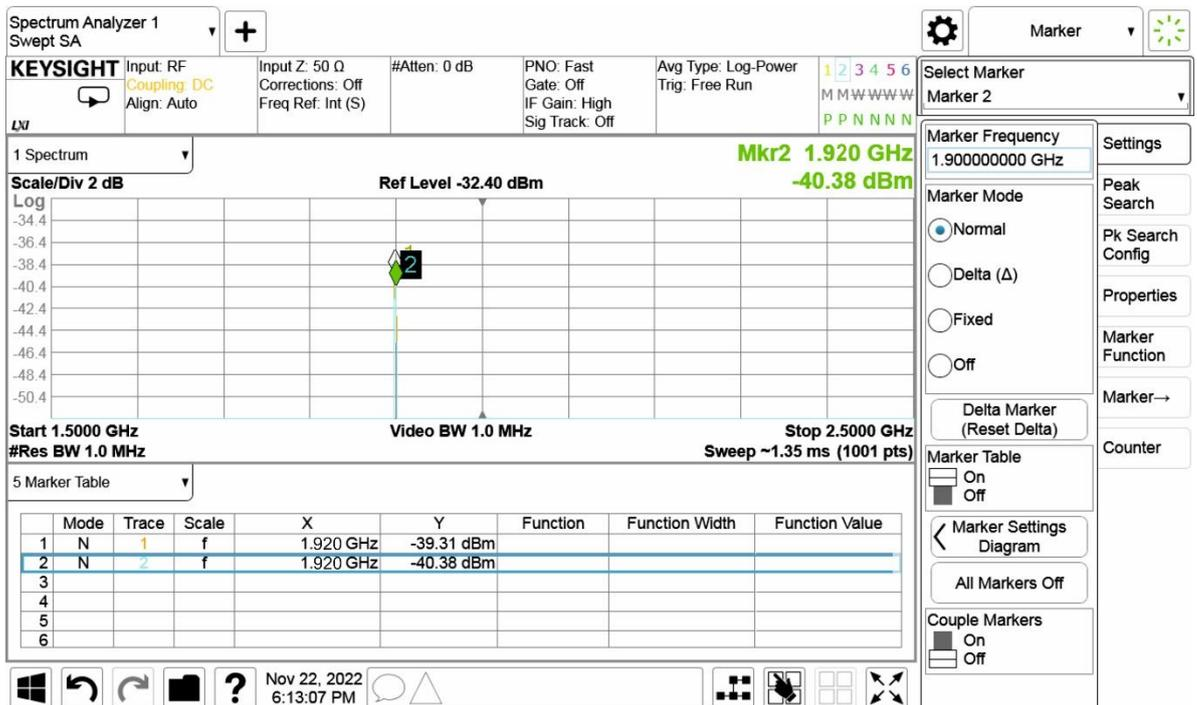 Spectrum Analyzer 1
Swept SA
+
Marker
KEYSIGHT
LXI
Input: RF
Coupling: DC
Align: Auto
Input Z: 50 Ω
Corrections: Off
Freq Ref: Int (S)
#Atten: 0 dB
PNO: Fast
Gate: Off
IF Gain: High
Sig Track: Off
Avg Type: Log-Power
Trig: Free Run
1 2 3 4 5 6
M M W W W W
P P N N N N
Select Marker
Marker 2
1 Spectrum
Mkr2 1.920 GHz
-40.38 dBm
Scale/Div 2 dB
Ref Level -32.40 dBm
Log
-34.4
-36.4
-38.4
-40.4
-42.4
-44.4
-46.4
-48.4
-50.4
1
2
Start 1.5000 GHz
Video BW 1.0 MHz
Stop 2.5000 GHz
#Res BW 1.0 MHz
Sweep ~1.35 ms (1001 pts)
5 Marker Table
Mode Trace Scale X Y Function Function Width Function Value
1 N 1 f 1.920 GHz -39.31 dBm
2 N 2 f 1.920 GHz -40.38 dBm
3
4
5
6
Marker Frequency
1.900000000 GHz
Marker Mode
Normal
Delta (Δ)
Fixed
Off
Delta Marker
(Reset Delta)
Marker Table
On
Off
Marker Settings
Diagram
All Markers Off
Couple Markers
On
Off
Settings
Peak
Search
Pk Search
Config
Properties
Marker
Function
Marker→
Counter
?
Nov 22, 2022
6:13:07 PM